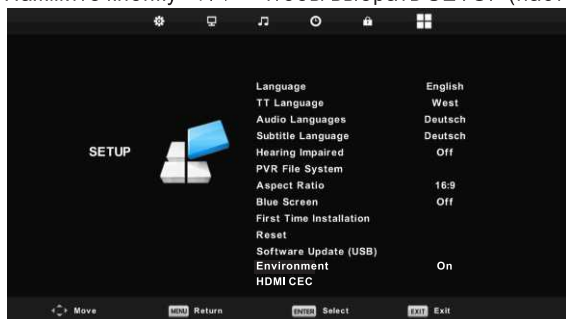 SETUP
Language English
TT Language West
Audio Languages Deutsch
Subtitle Language Deutsch
Hearing Impaired Off
PVR File System
Aspect Ratio 16:9
Blue Screen Off
First Time Installation
Reset
Software Update (USB)
Environment On
HDMI CEC
Move MENU Return ENTER Select EXIT Exit